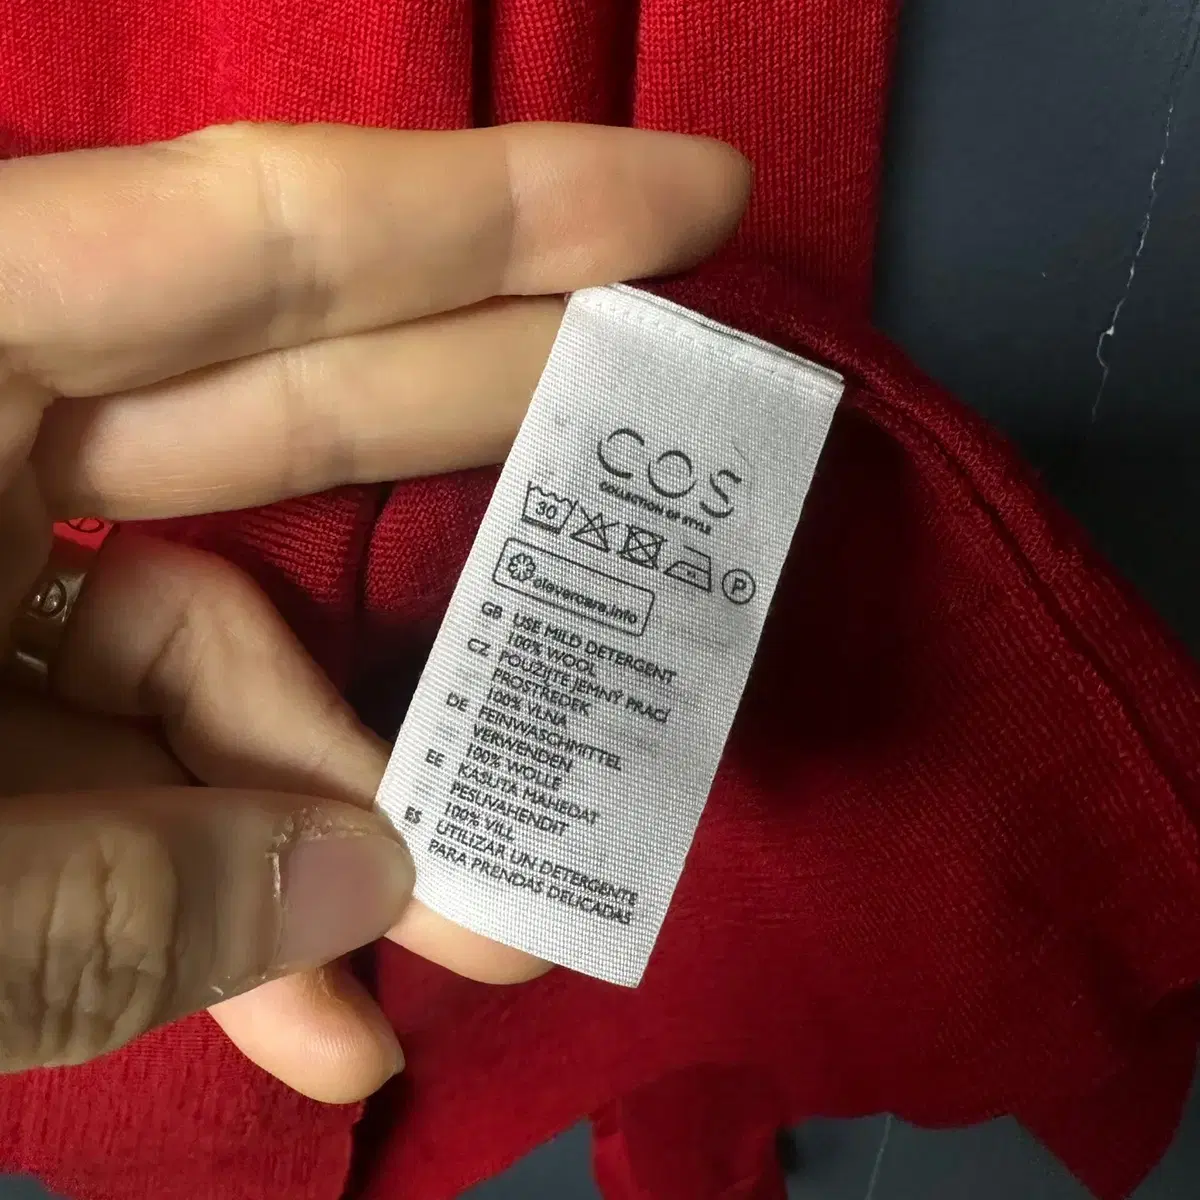 COS
COLLECTION OF STYLE
30
P
clevercare.info
GB USE MILD DETERGENT
100% WOOL
CZ POUŽIJTE JEMNÝ PRACÍ
PROSTŘEDEK
100% VLNA
DE FEINWASCHMITTEL
VERWENDEN
100% WOLLE
EE KASUTA MAHEDAT
PESUVAHENDIT
100% VILL
ES UTILIZAR UN DETERGENTE
PARA PRENDAS DELICADAS